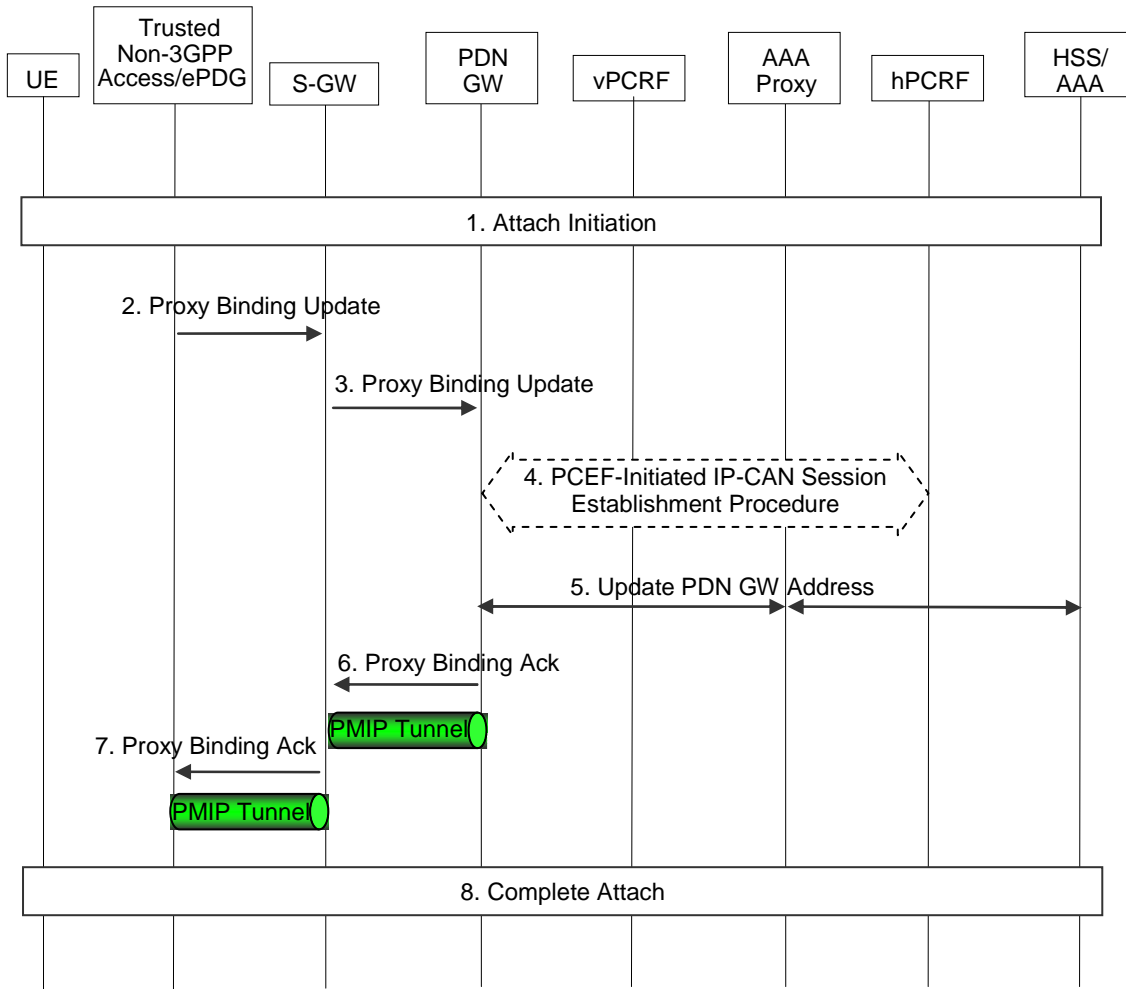 UE
Trusted
Non-3GPP
Access/ePDG
S-GW
PDN
GW
vPCRF
AAA
Proxy
hPCRF
HSS/
AAA
1. Attach Initiation
2. Proxy Binding Update
3. Proxy Binding Update
4. PCEF-Initiated IP-CAN Session
Establishment Procedure
5. Update PDN GW Address
6. Proxy Binding Ack
PMIP Tunnel
7. Proxy Binding Ack
PMIP Tunnel
8. Complete Attach